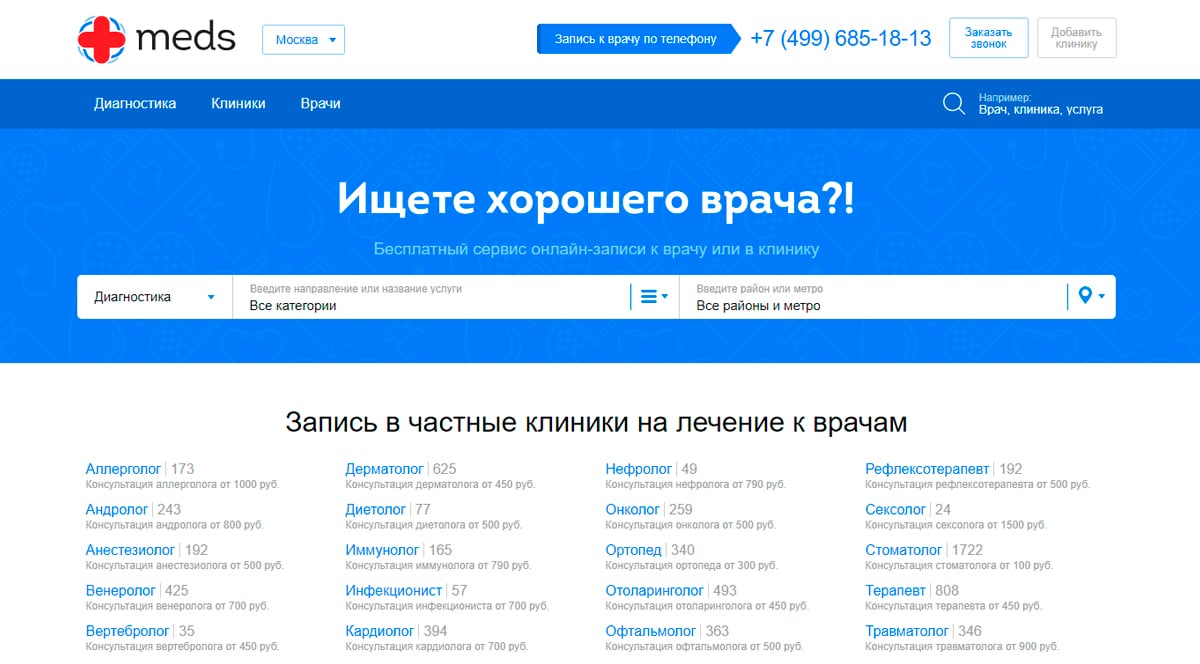 meds
Москва
Запись к врачу по телефону
+7 (499) 685-18-13
Заказать
звонок
Добавить
клинику
Диагностика
Клиники
Врачи
Например:
Врач, клиника, услуга
Ищете хорошего врача?!
Бесплатный сервис онлайн-записи к врачу или в клинику
Диагностика
Введите направление или название услуги
Все категории
Введите район или метро
Все районы и метро
Запись в частные клиники на лечение к врачам
Аллерголог 173
Консультация аллерголога от 1000 руб.
Андролог 243
Консультация андролога от 800 руб.
Анестезиолог 192
Консультация анестезиолога от 500 руб.
Венеролог 425
Консультация венеролога от 700 руб.
Вертебролог 35
Консультация вертебролога от 450 руб.
Дерматолог 625
Консультация дерматолога от 450 руб.
Диетолог 77
Консультация диетолога от 500 руб.
Иммунолог 165
Консультация иммунолога от 790 руб.
Инфекционист 57
Консультация инфекциониста от 700 руб.
Кардиолог 394
Консультация кардиолога от 700 руб.
Нефролог 49
Консультация нефролога от 790 руб.
Онколог 259
Консультация онколога от 500 руб.
Ортопед 340
Консультация ортопеда от 300 руб.
Отоларинголог 493
Консультация отоларинголога от 450 руб.
Офтальмолог 363
Консультация офтальмолога от 500 руб.
Рефлексотерапевт 192
Консультация рефлексотерапевта от 500 руб.
Сексолог 24
Консультация сексолога от 1500 руб.
Стоматолог 1722
Консультация стоматолога от 100 руб.
Терапевт 808
Консультация терапевта от 450 руб.
Травматолог 346
Консультация травматолога от 900 руб.